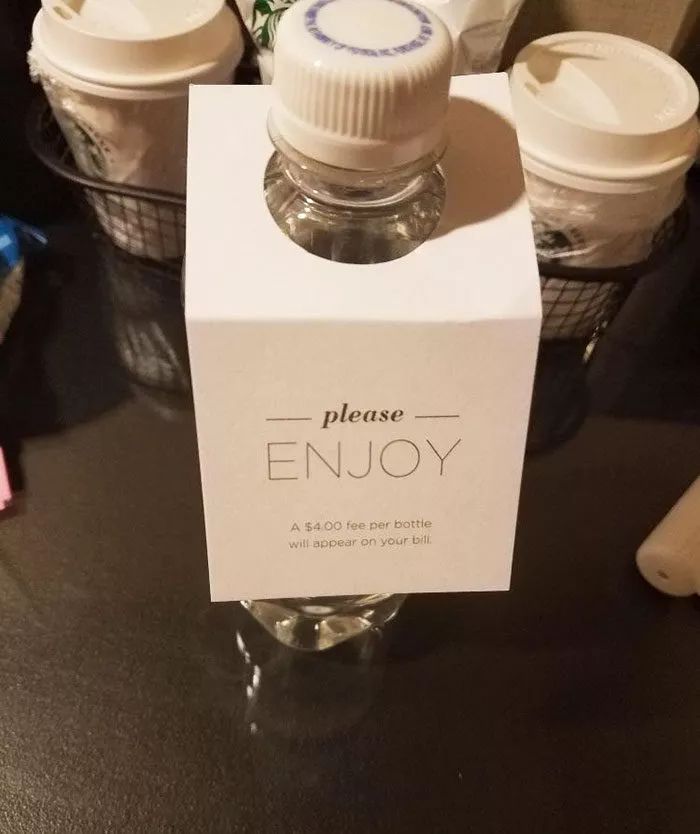 please
ENJOY
A $4.00 fee per bottle
will appear on your bill.